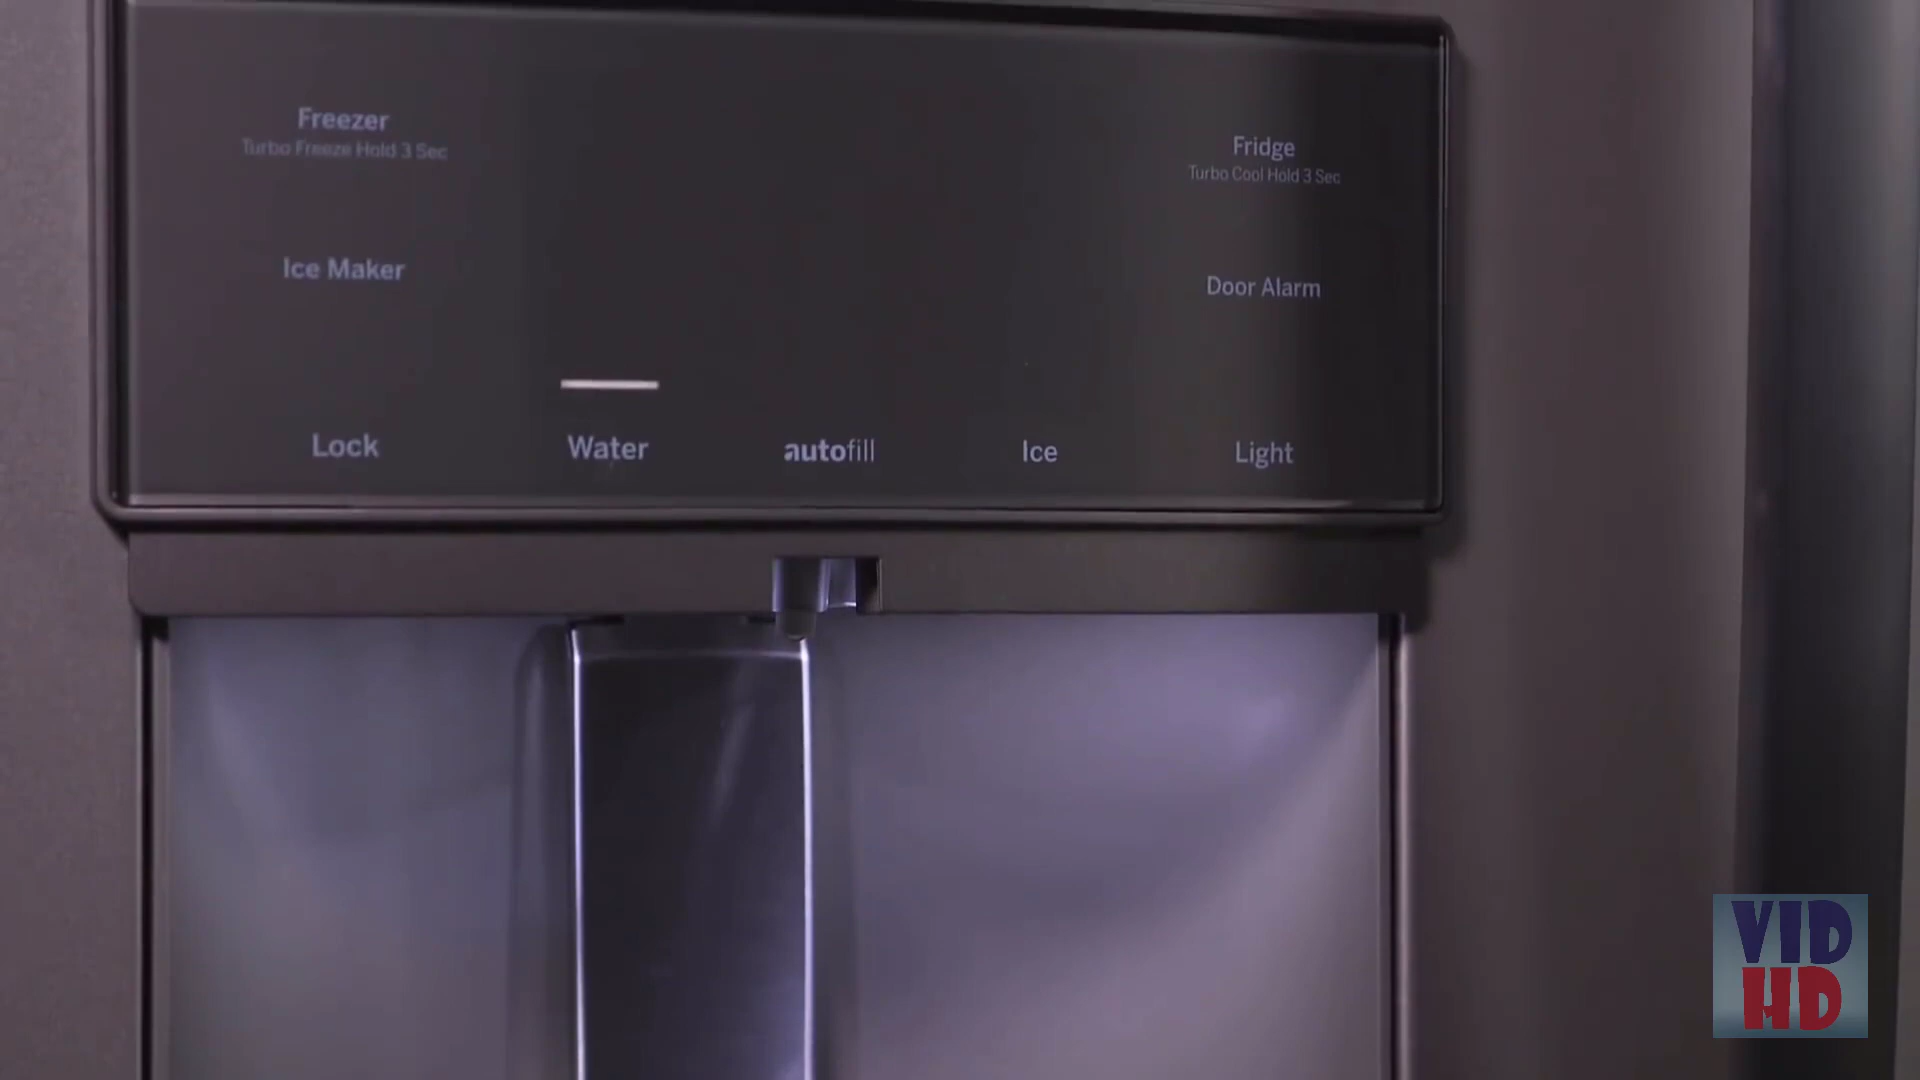 Freezer
Turbo Freeze Hold 3 Sec
Fridge
Turbo Cool Hold 3 Sec
Ice Maker
Door Alarm
Lock
Water
autofill
Ice
Light
VID
HD